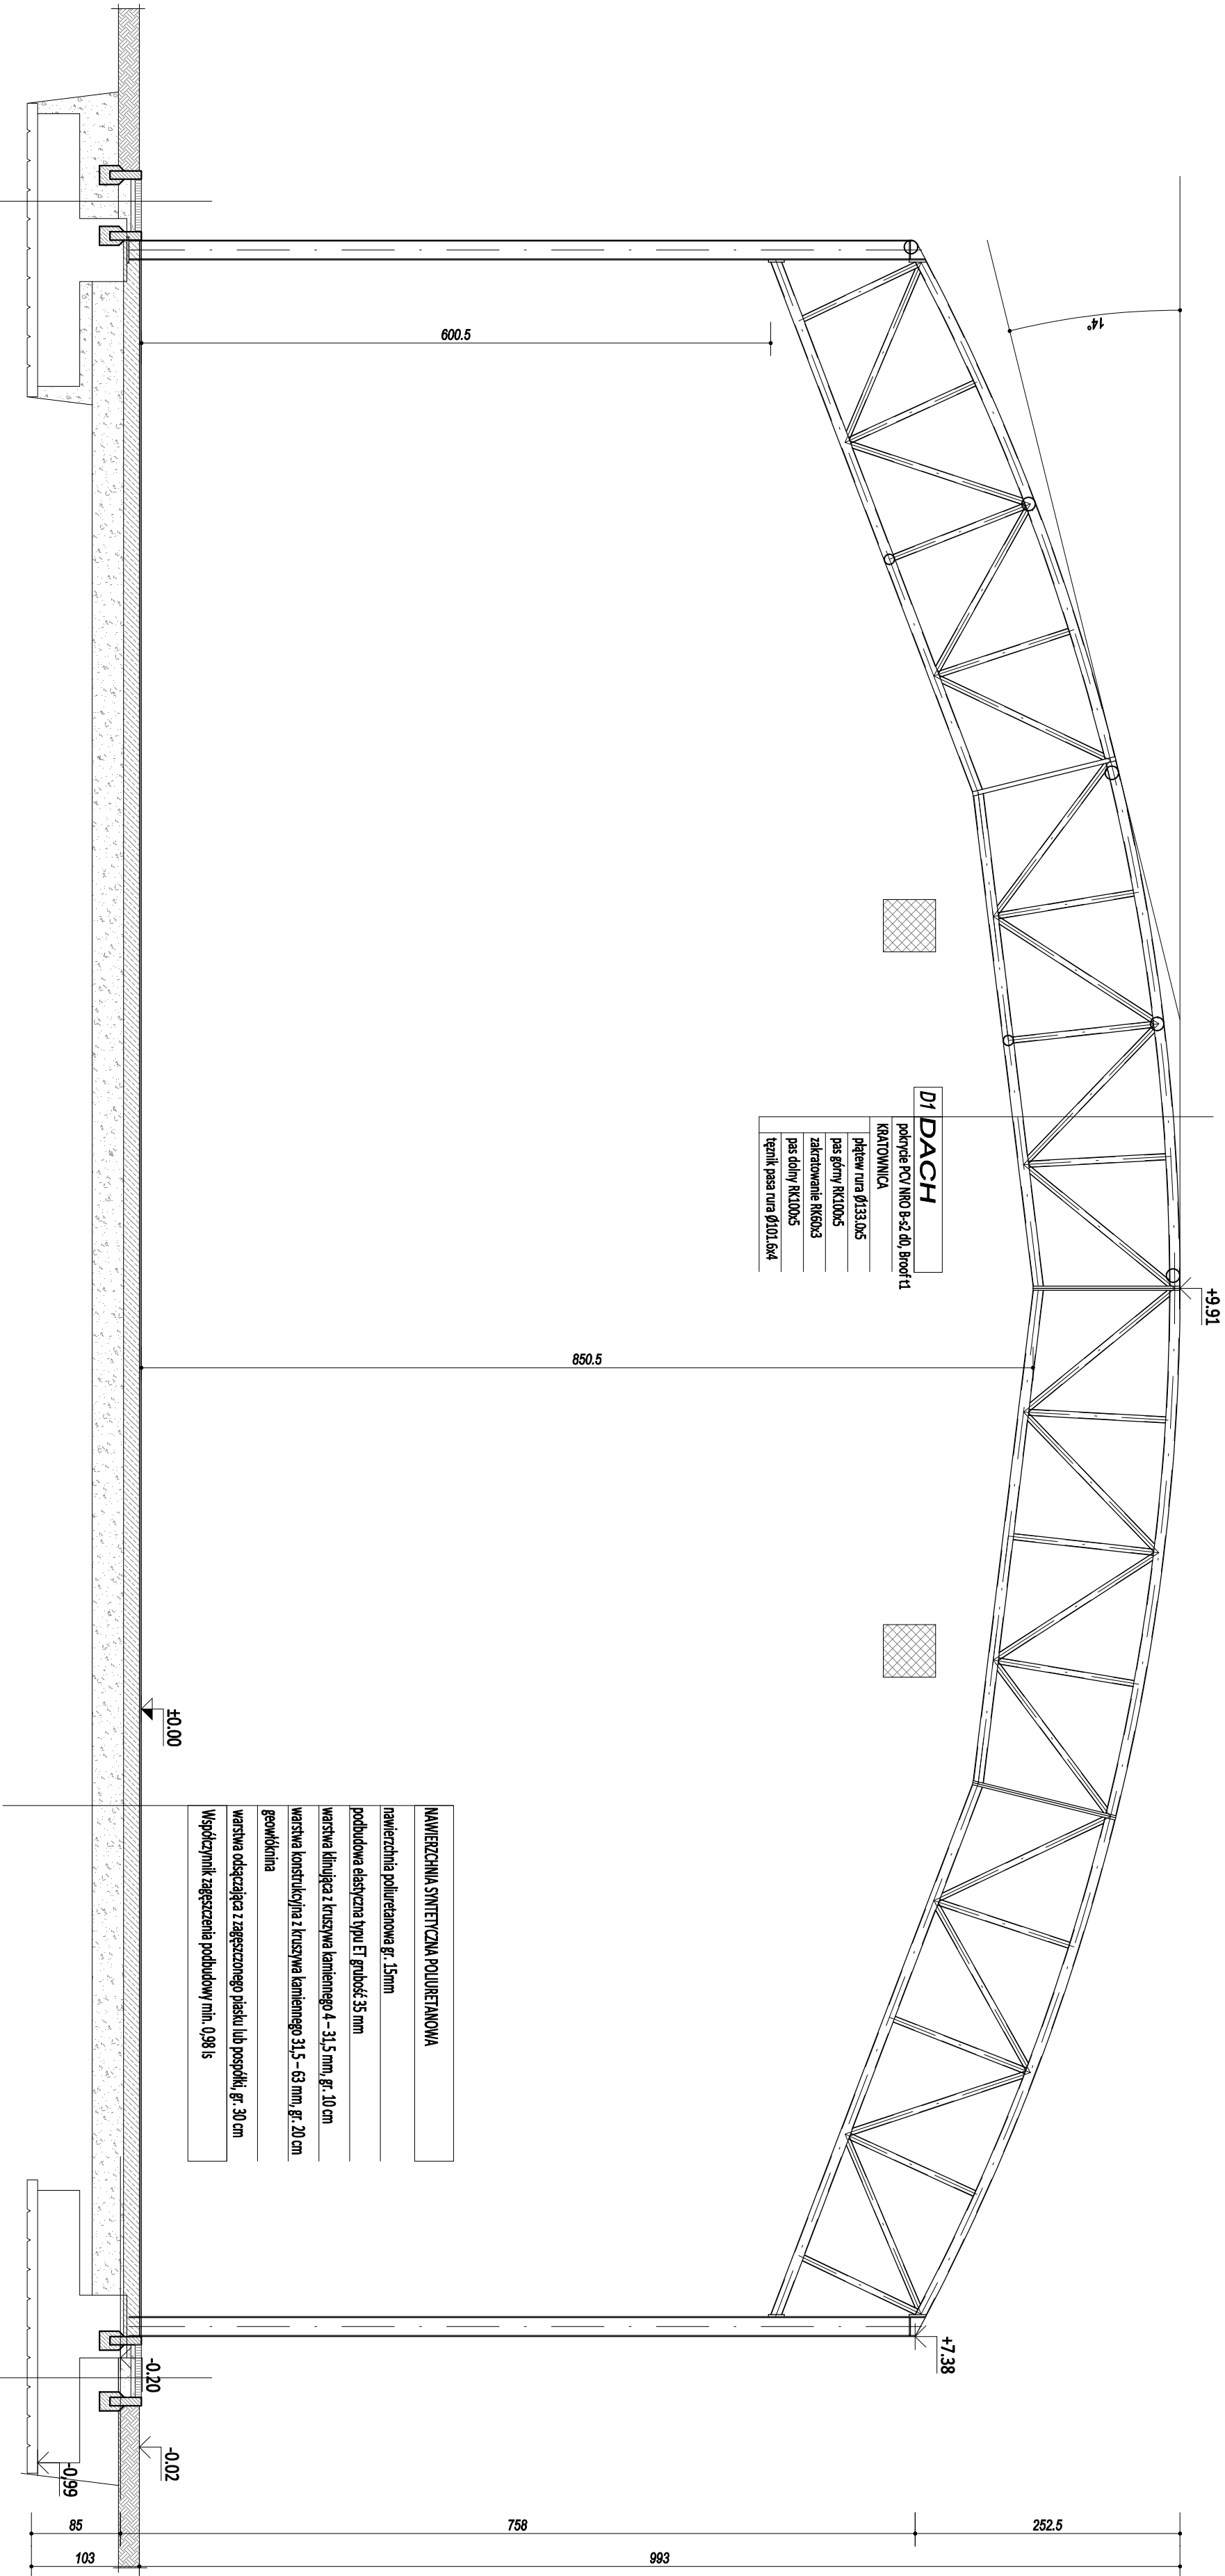 +9.91
14°
600.5
D1 DACH
pokrycie PCV NRO B-s2 d0, Broof t1
KRATOWNICA
płatew rura Ø133.0x5
pas górny RK100x5
zakratowanie RK60x3
pas dolny RK100x5
tężnik pasa rura Ø101.6x4
850.5
±0.00
NAWIERZCHNIA SYNTETYCZNA POLIURETANOWA
nawierzchnia poliuretanowa gr. 15mm
podbudowa elastyczna typu ET grubość 35 mm
warstwa klinująca z kruszywa kamiennego 4 – 31,5 mm, gr. 10 cm
warstwa konstrukcyjna z kruszywa kamiennego 31,5 – 63 mm, gr. 20 cm
geowłóknina
warstwa odsączająca z zagęszczonego piasku lub pospółki, gr. 30 cm
Współczynnik zagęszczenia podbudowy min. 0,98 Is
+7.38
-0.20
-0.02
-0,99
252.5
758
85
993
103